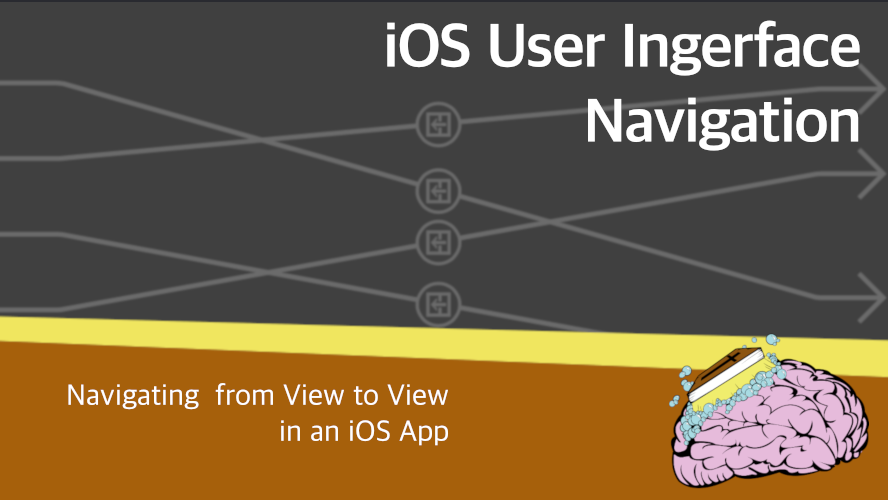 iOS User Ingerface
Navigation
Navigating  from View to View
in an iOS App